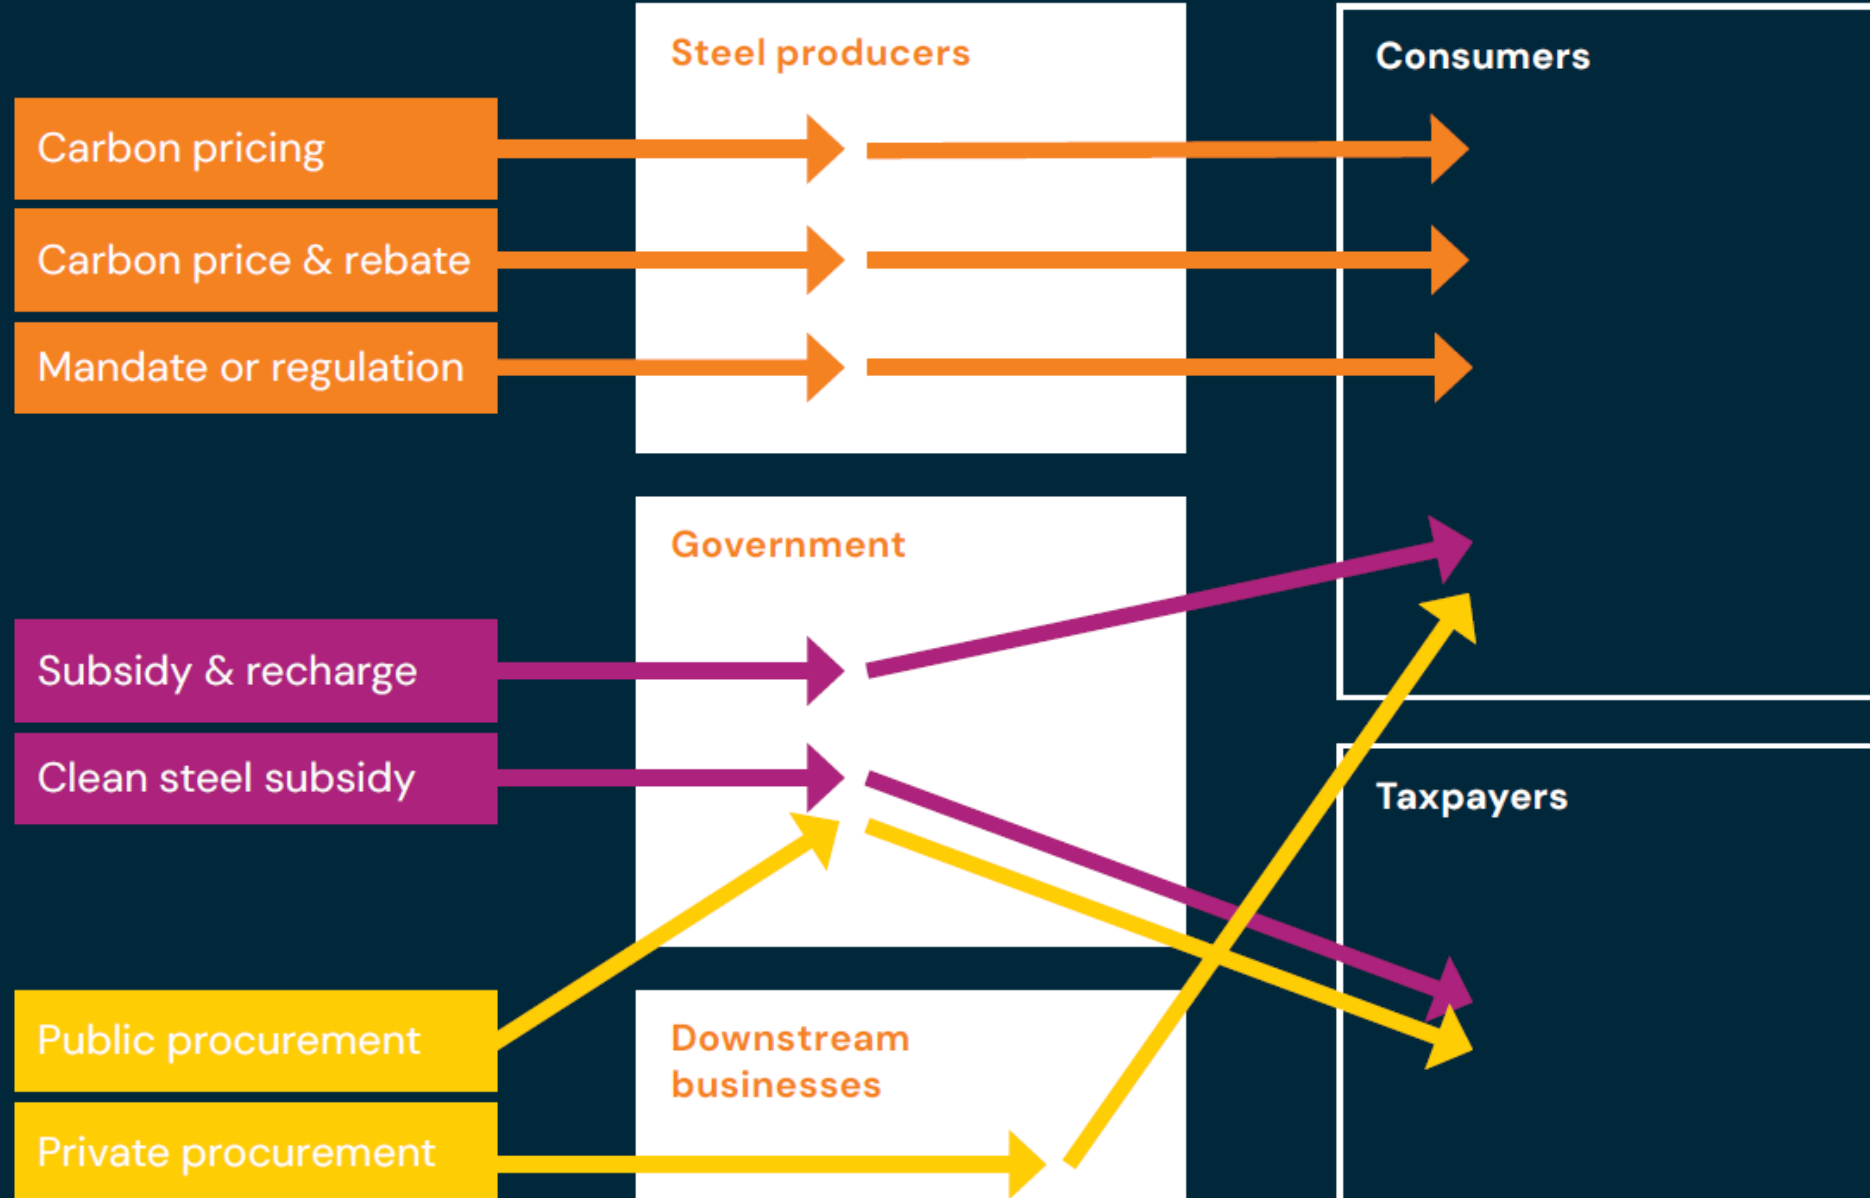 Steel producers
Consumers
Carbon pricing
Carbon price & rebate
Mandate or regulation
Government
Subsidy & recharge
Clean steel subsidy
Taxpayers
Public procurement
Downstream
businesses
Private procurement